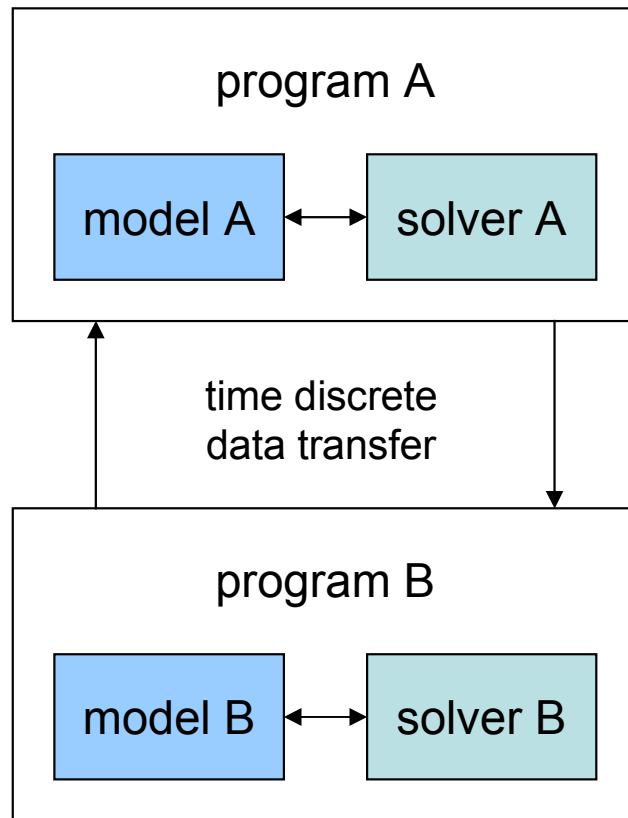 program A
model A
solver A
time discrete
data transfer
program B
model B
solver B